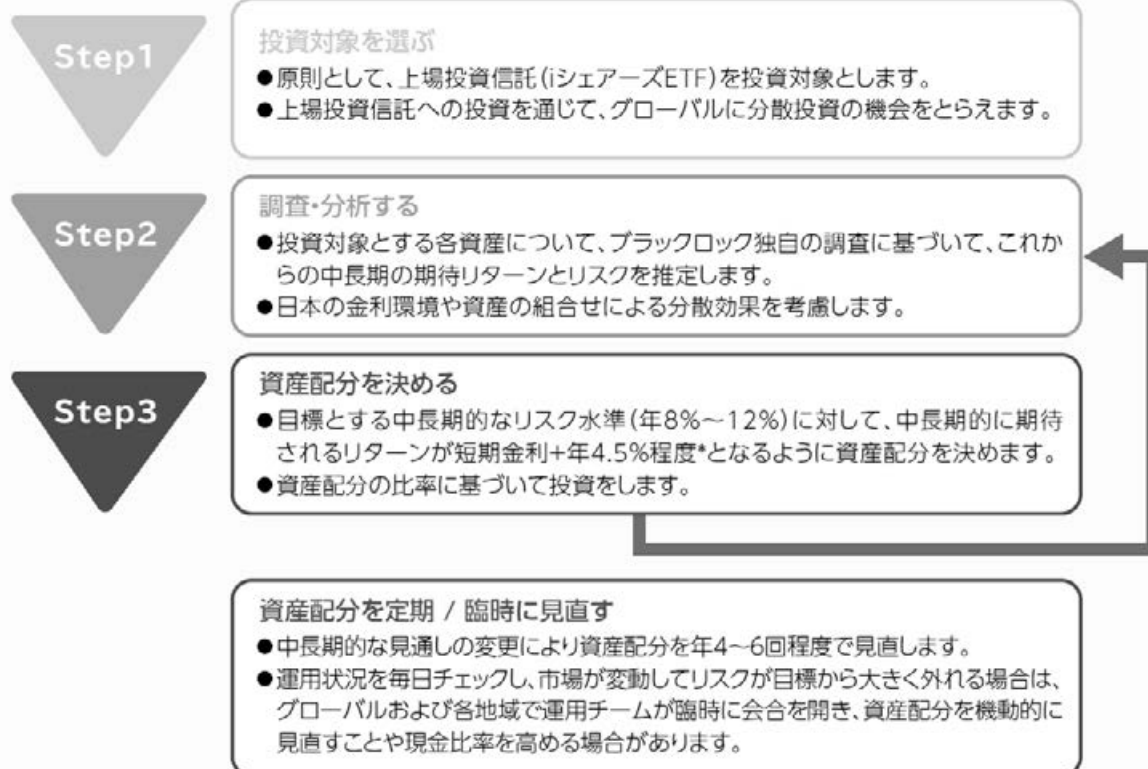 Step1
投資対象を選ぶ
●原則として、上場投資信託(iシェアーズETF)を投資対象とします。
●上場投資信託への投資を通じて、グローバルに分散投資の機会をとらえます。
Step2
調査・分析する
●投資対象とする各資産について、ブラックロック独自の調査に基づいて、これか
らの中長期の期待リターンとリスクを推定します。
●日本の金利環境や資産の組合せによる分散効果を考慮します。
Step3
資産配分を決める
●目標とする中長期的なリスク水準(年8%～12%)に対して、中長期的に期待
されるリターンが短期金利+年4.5%程度*となるように資産配分を決めます。
●資産配分の比率に基づいて投資をします。
資産配分を定期 / 臨時に見直す
●中長期的な見通しの変更により資産配分を年4～6回程度で見直します。
●運用状況を毎日チェックし、市場が変動してリスクが目標から大きく外れる場合は、
グローバルおよび各地域で運用チームが臨時に会合を開き、資産配分を機動的に
見直すことや現金比率を高める場合があります。